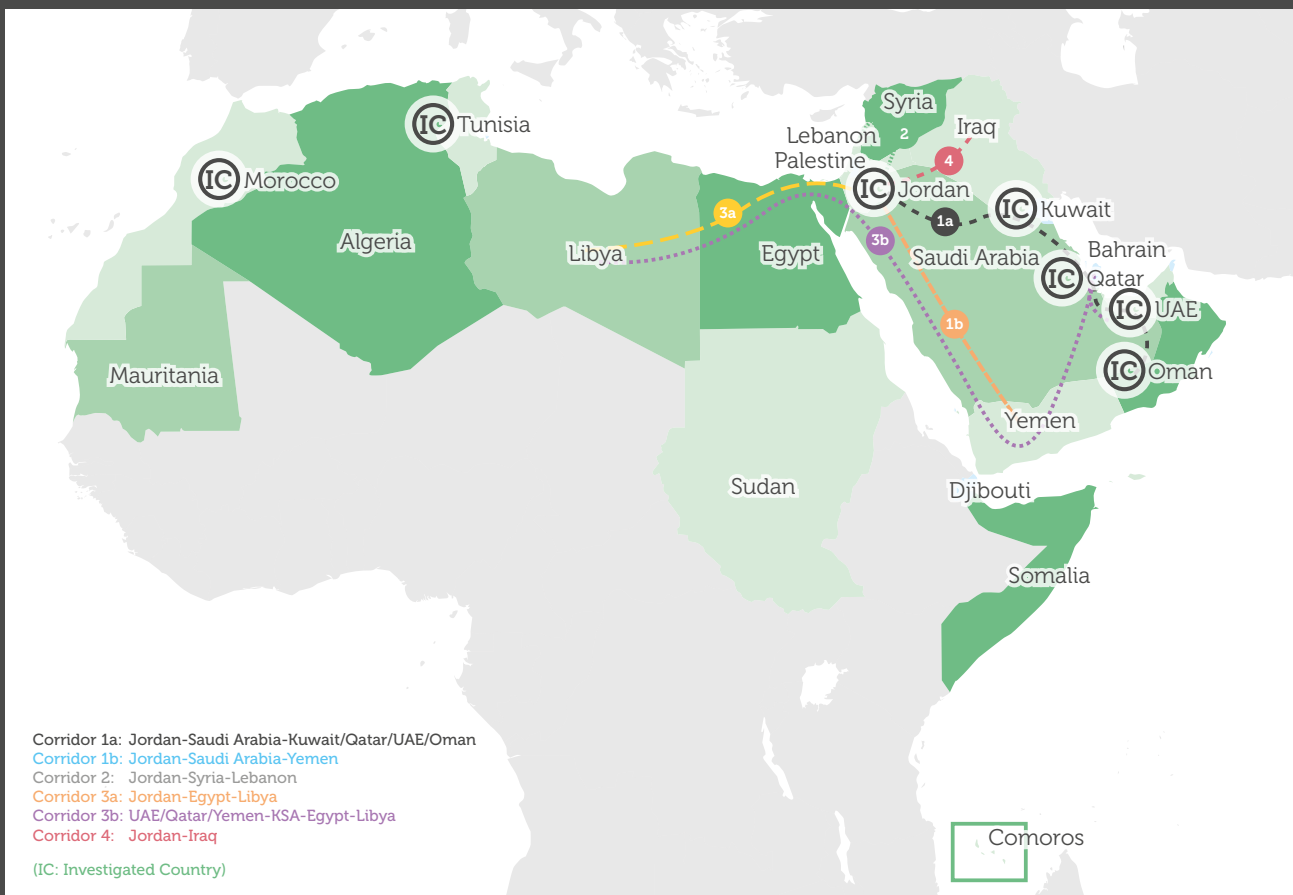 Syria
2
Iraq
Lebanon
Palestine
4
IC Tunisia
IC Morocco
IC Jordan
3a
1a
IC Kuwait
3b
Algeria
Libya
Egypt
Saudi Arabia
Bahrain
IC Qatar
IC UAE
1b
Mauritania
IC Oman
Yemen
Sudan
Djibouti
Somalia
Comoros
Corridor 1a: Jordan-Saudi Arabia-Kuwait/Qatar/UAE/Oman
Corridor 1b: Jordan-Saudi Arabia-Yemen
Corridor 2: Jordan-Syria-Lebanon
Corridor 3a: Jordan-Egypt-Libya
Corridor 3b: UAE/Qatar/Yemen-KSA-Egypt-Libya
Corridor 4: Jordan-Iraq
(IC: Investigated Country)